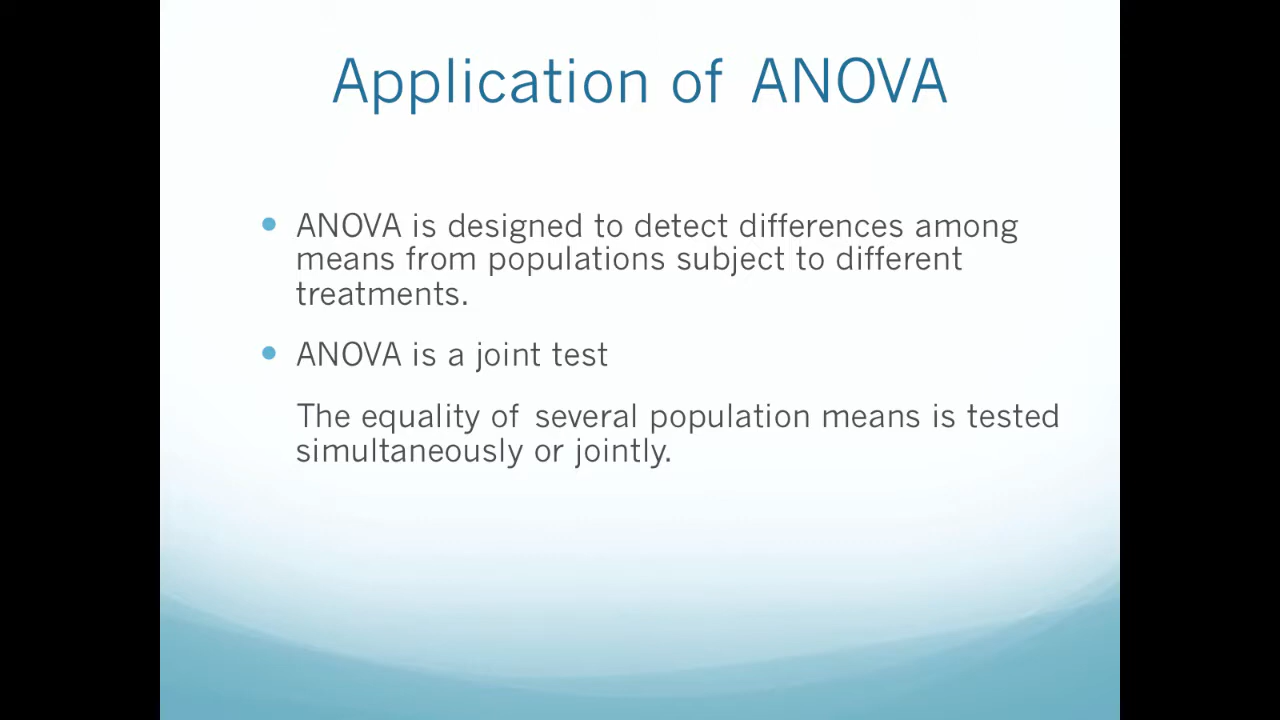 Application of ANOVA
ANOVA is designed to detect differences among
means from populations subject to different
treatments.
ANOVA is a joint test
The equality of several population means is tested
simultaneously or jointly.